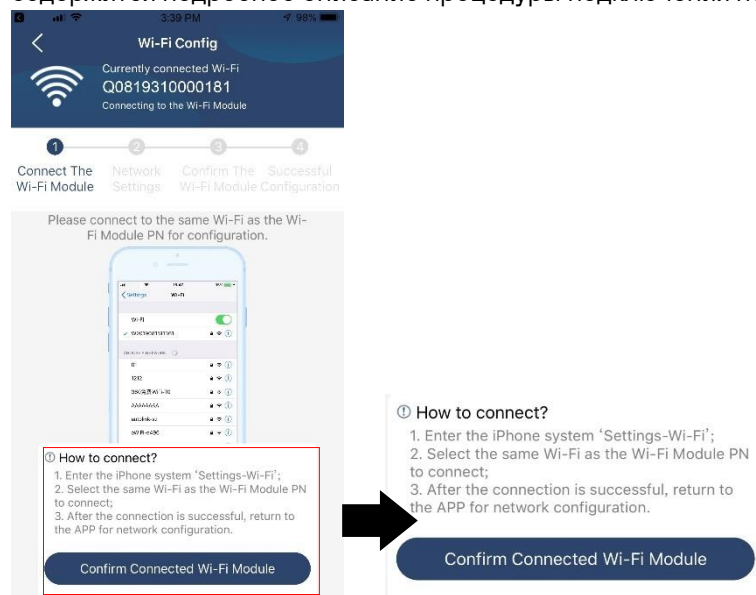 3:39 PM 98%
Wi-Fi Config
Currently connected Wi-Fi
Q0819310000181
Connecting to the Wi-Fi Module
1 2 3 4
Connect The Wi-Fi Module
Network Settings
Confirm The Wi-Fi Module
Successful Configuration
Please connect to the same Wi-Fi as the Wi-
Fi Module PN for configuration.
Settings Wi-Fi
Wi-Fi
1212
AAAAAAAA
How to connect?
1. Enter the iPhone system ‘Settings-Wi-Fi’;
2. Select the same Wi-Fi as the Wi-Fi Module PN
to connect;
3. After the connection is successful, return to
the APP for network configuration.
Confirm Connected Wi-Fi Module
How to connect?
1. Enter the iPhone system ‘Settings-Wi-Fi’;
2. Select the same Wi-Fi as the Wi-Fi Module PN
to connect;
3. After the connection is successful, return to
the APP for network configuration.
Confirm Connected Wi-Fi Module